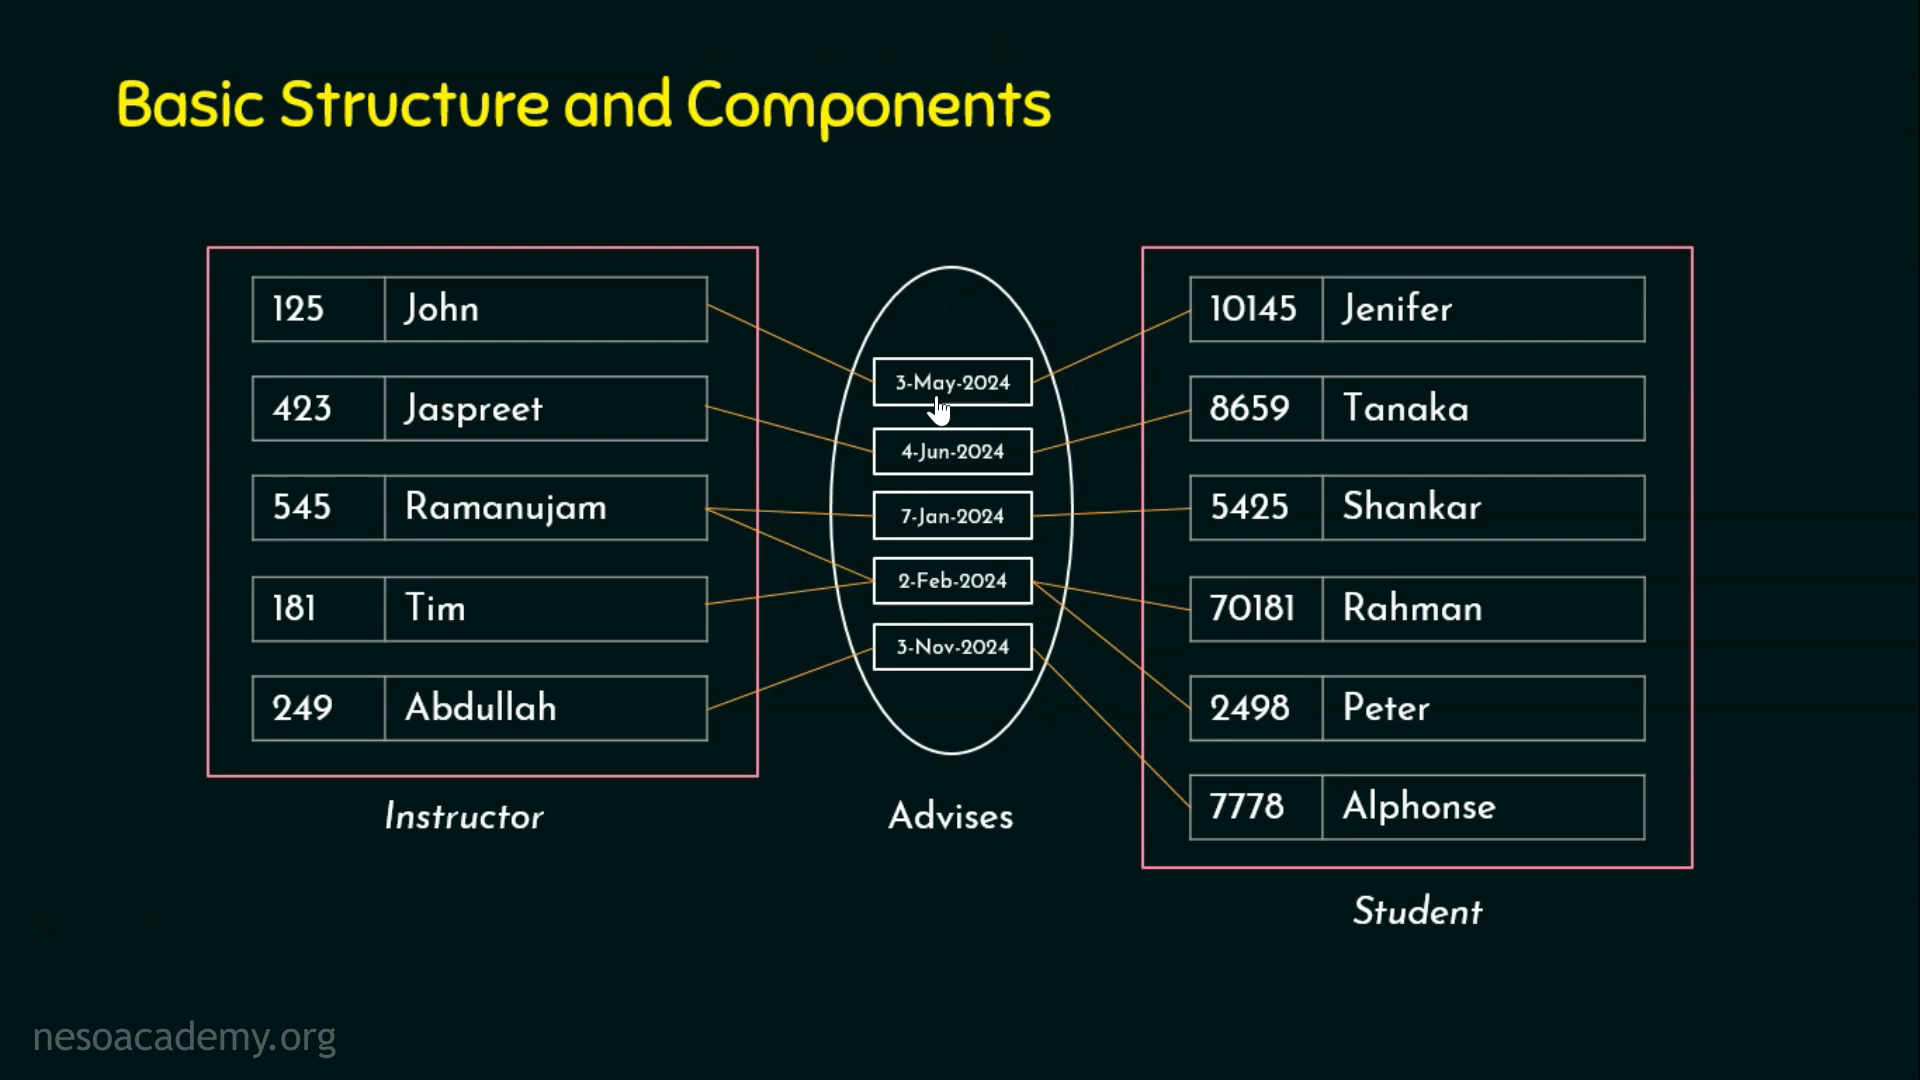 Basic Structure and Components
125 John
423 Jaspreet
545 Ramanujam
181 Tim
249 Abdullah
Instructor
3-May-2024
4-Jun-2024
7-Jan-2024
2-Feb-2024
3-Nov-2024
Advises
10145 Jenifer
8659 Tanaka
5425 Shankar
70181 Rahman
2498 Peter
7778 Alphonse
Student
nesoacademy.org